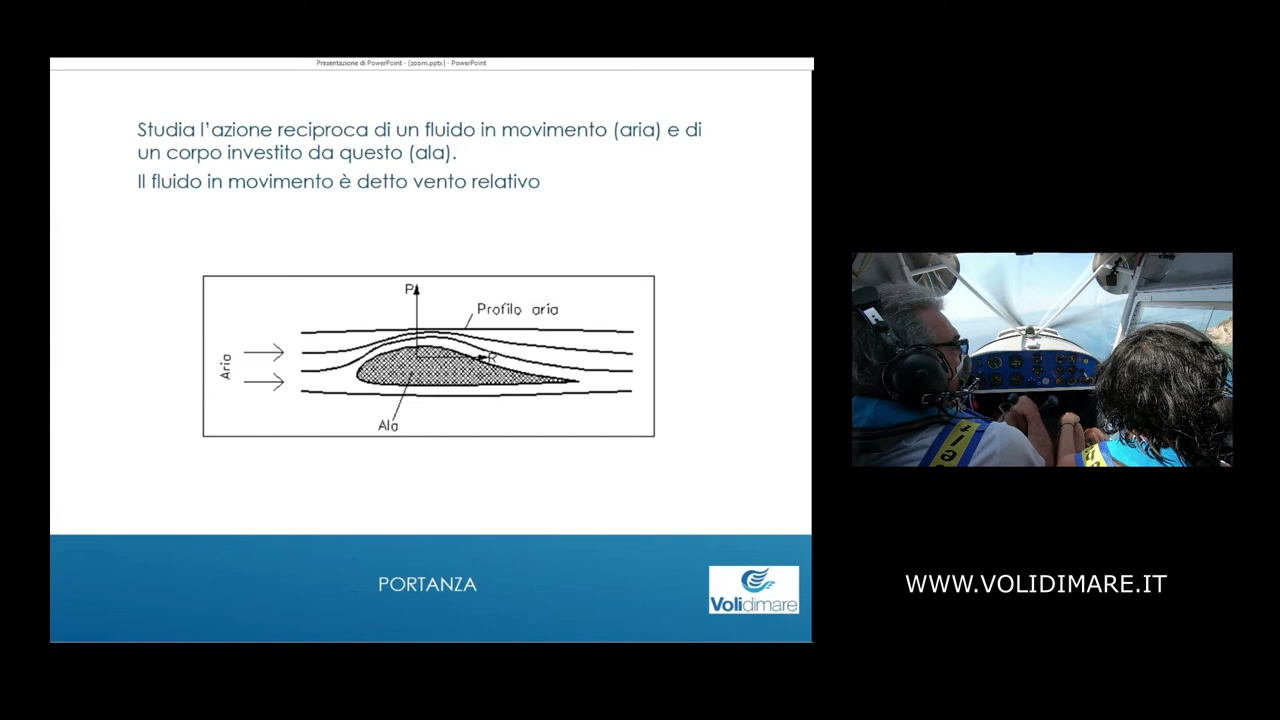 Presentazione di PowerPoint - [zoom.pptx] - PowerPoint
Studia l'azione reciproca di un fluido in movimento (aria) e di
un corpo investito da questo (ala).
Il fluido in movimento è detto vento relativo
P
Profilo aria
Aria
R
Ala
PORTANZA
Volidimare
WWW.VOLIDIMARE.IT